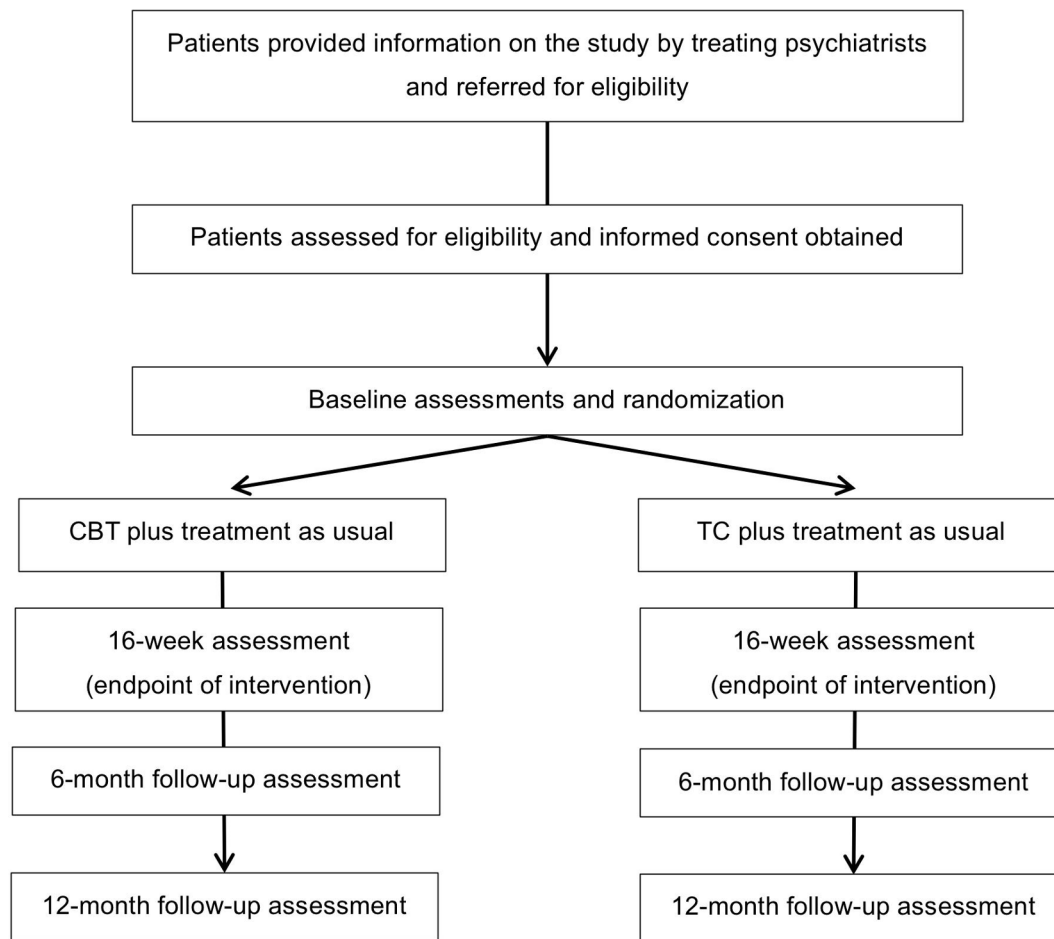 Patients provided information on the study by treating psychiatrists
and referred for eligibility
Patients assessed for eligibility and informed consent obtained
Baseline assessments and randomization
CBT plus treatment as usual
TC plus treatment as usual
16-week assessment
(endpoint of intervention)
16-week assessment
(endpoint of intervention)
6-month follow-up assessment
6-month follow-up assessment
12-month follow-up assessment
12-month follow-up assessment